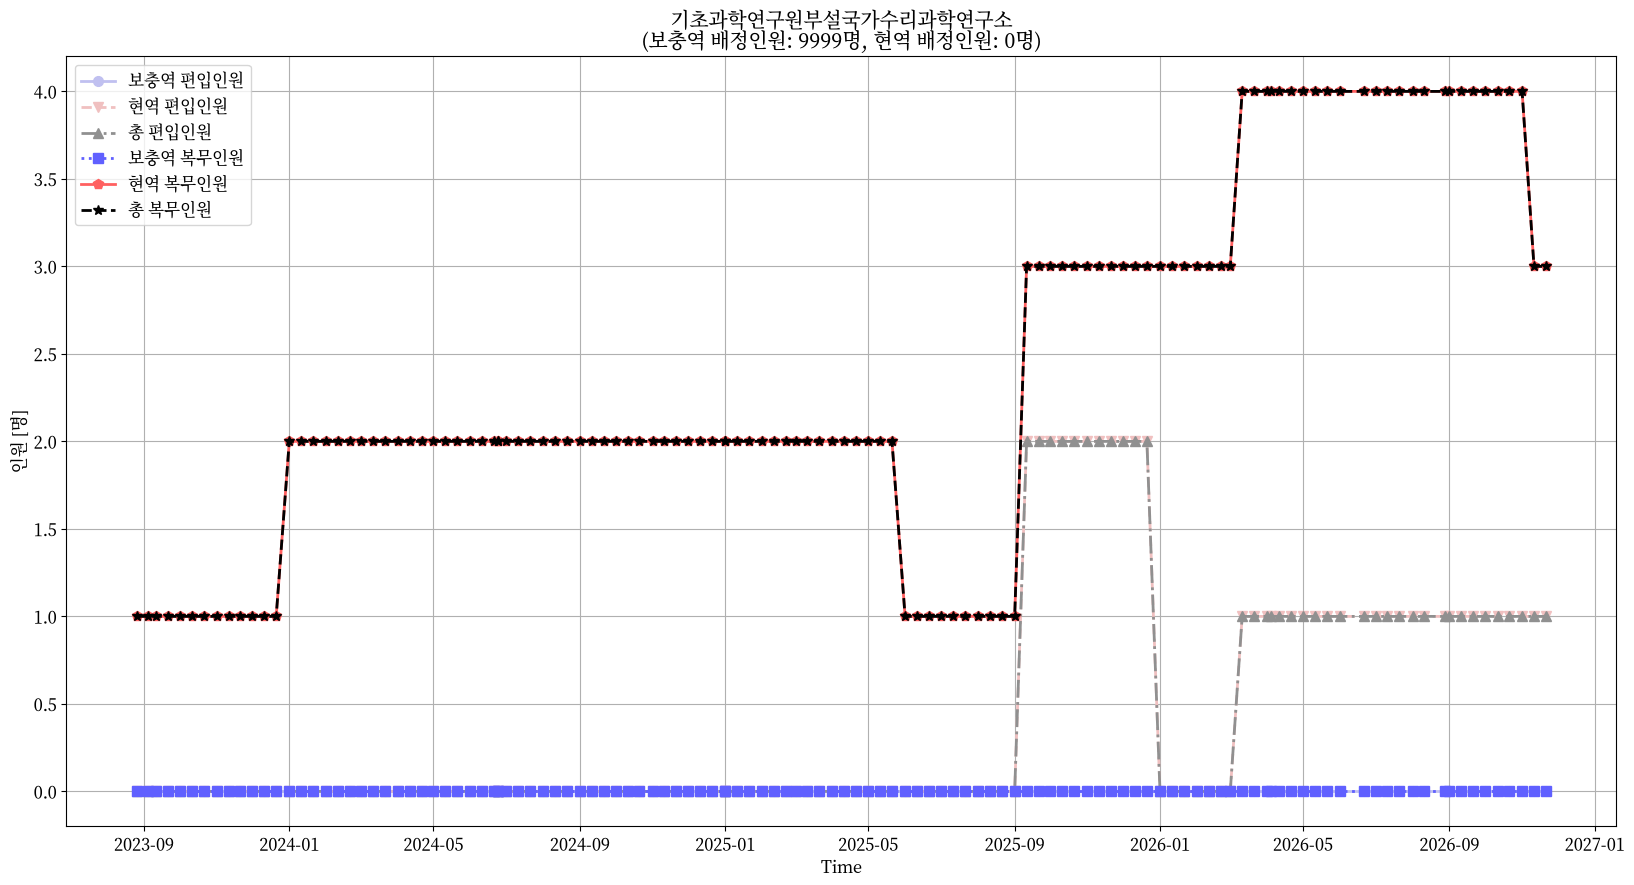 기초과학연구원부설국가수리과학연구소
(보충역 배정인원: 9999명, 현역 배정인원: 0명)
보충역 편입인원
현역 편입인원
총 편입인원
보충역 복무인원
현역 복무인원
총 복무인원
인원 [명]
4.0
3.5
3.0
2.5
2.0
1.5
1.0
0.5
0.0
2023-09
2024-01
2024-05
2024-09
2025-01
2025-05
2025-09
2026-01
2026-05
2026-09
2027-01
Time